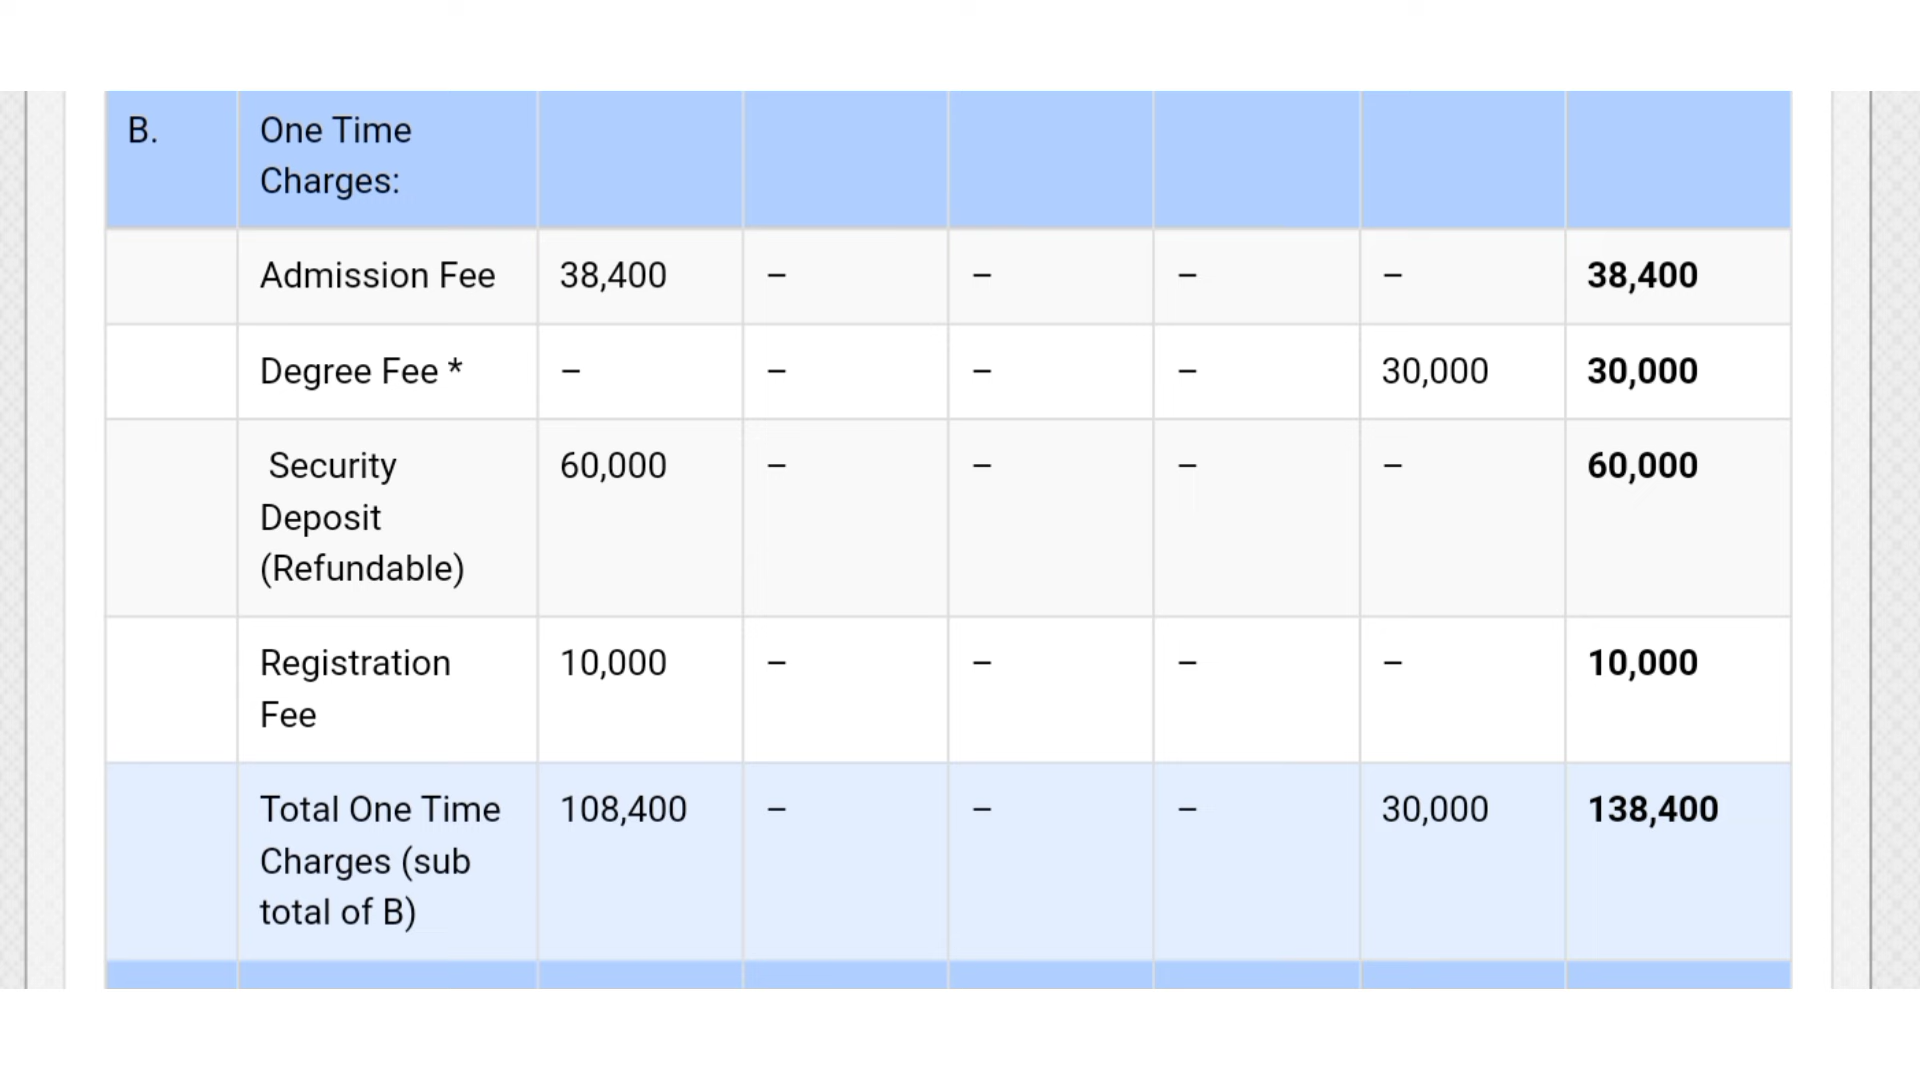 B. One Time
Charges:
Admission Fee 38,400 – – – – 38,400
Degree Fee * – – – – 30,000 30,000
Security 60,000 – – – – 60,000
Deposit
(Refundable)
Registration 10,000 – – – – 10,000
Fee
Total One Time 108,400 – – – 30,000 138,400
Charges (sub
total of B)